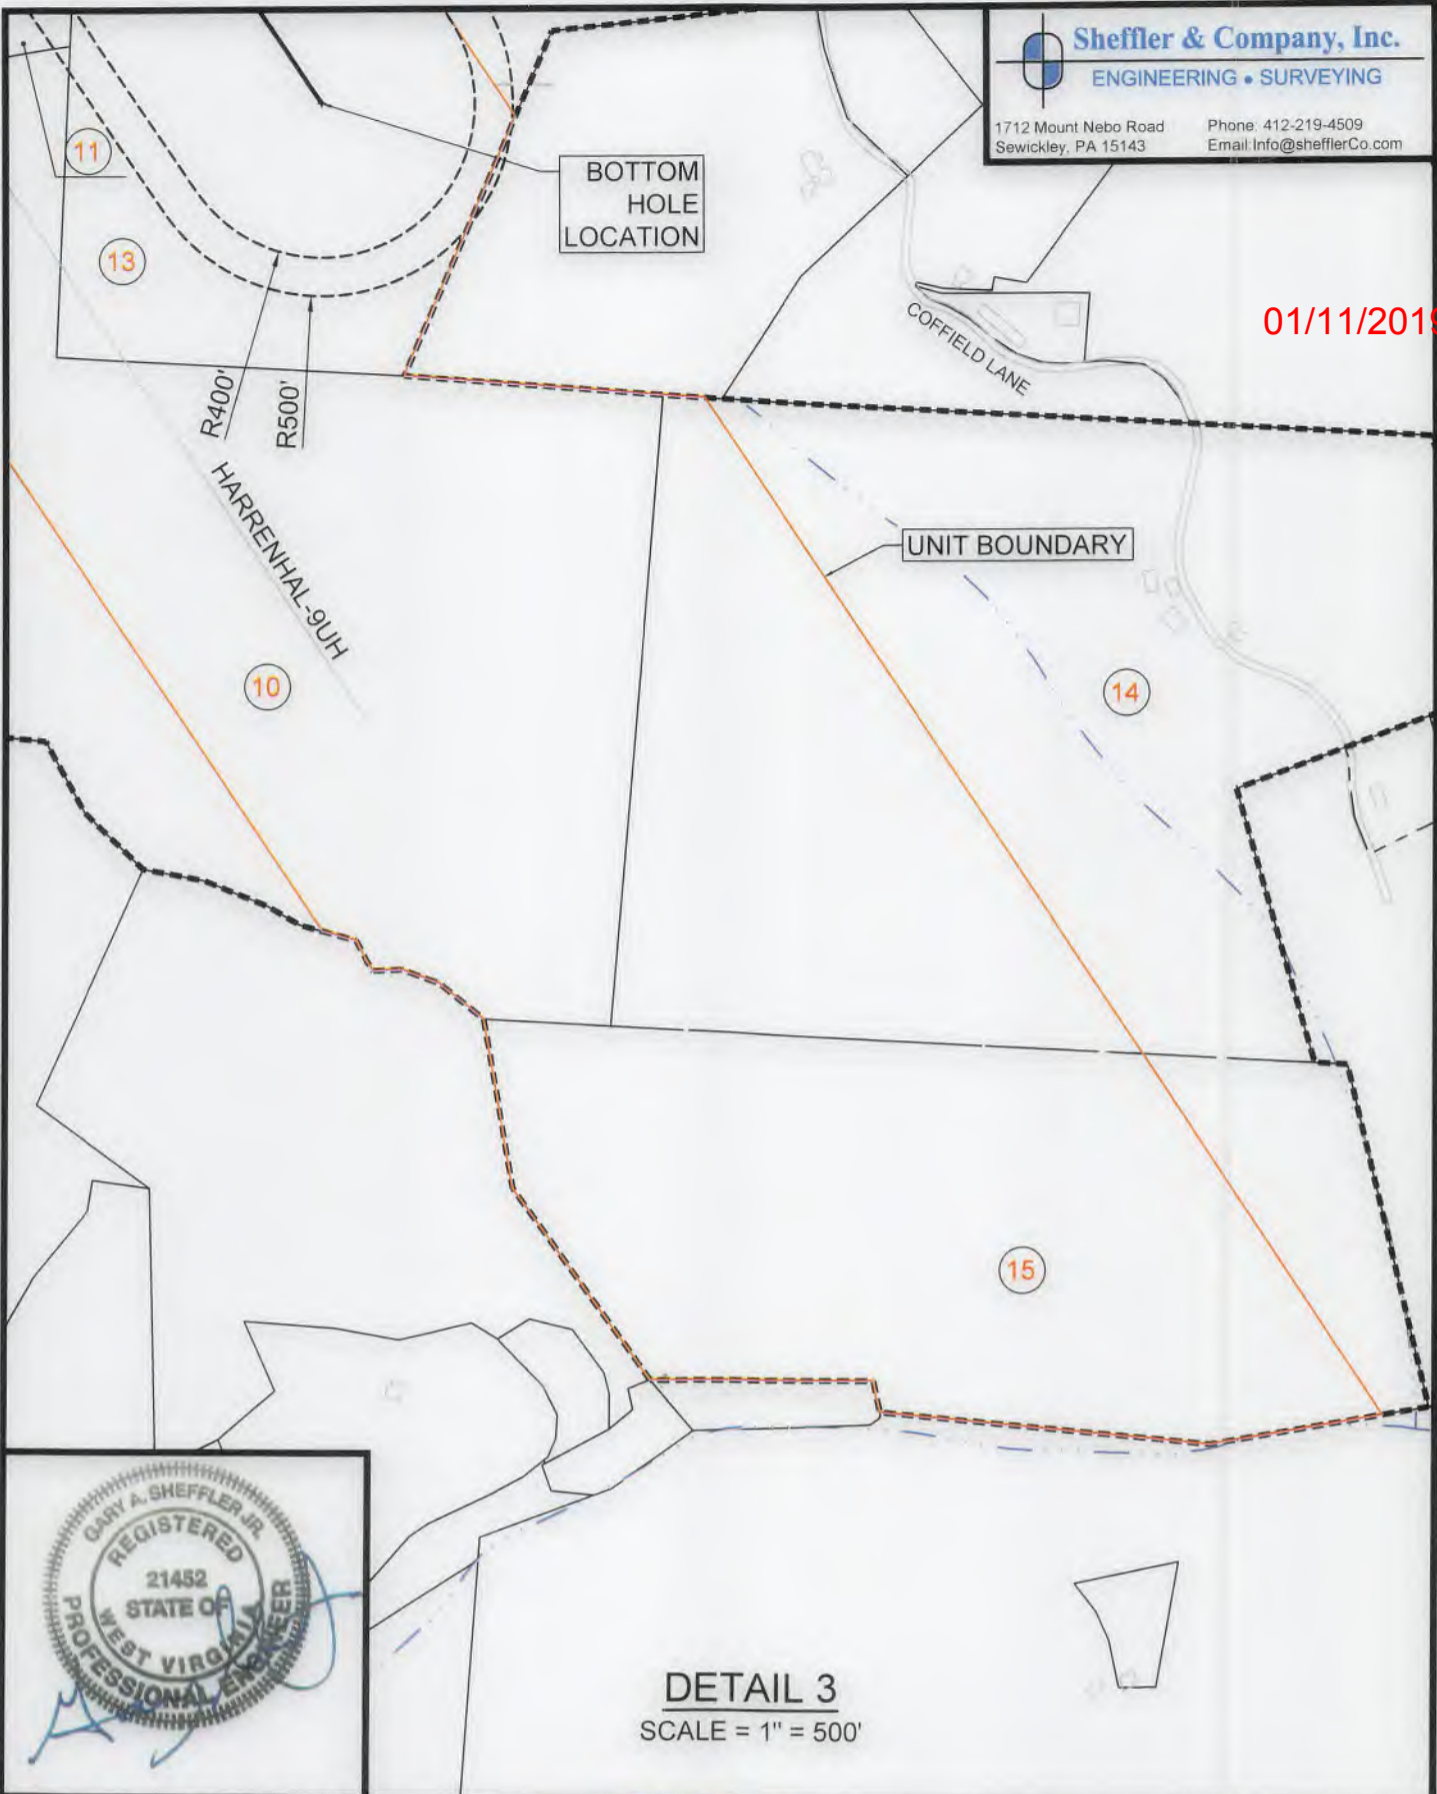 Sheffler & Company, Inc.
ENGINEERING • SURVEYING
1712 Mount Nebo Road
Sewickley, PA 15143
Phone: 412-219-4509
Email:Info@shefflerCo.com
11
BOTTOM
HOLE
LOCATION
13
COFFIELD LANE
01/11/2019
R400'
R500'
HARRENHAL-9UH
UNIT BOUNDARY
10
14
15
GARY A. SHEFFLER JR.
REGISTERED
21452
STATE OF
WEST VIRGINIA
PROFESSIONAL ENGINEER
DETAIL 3
SCALE = 1" = 500'